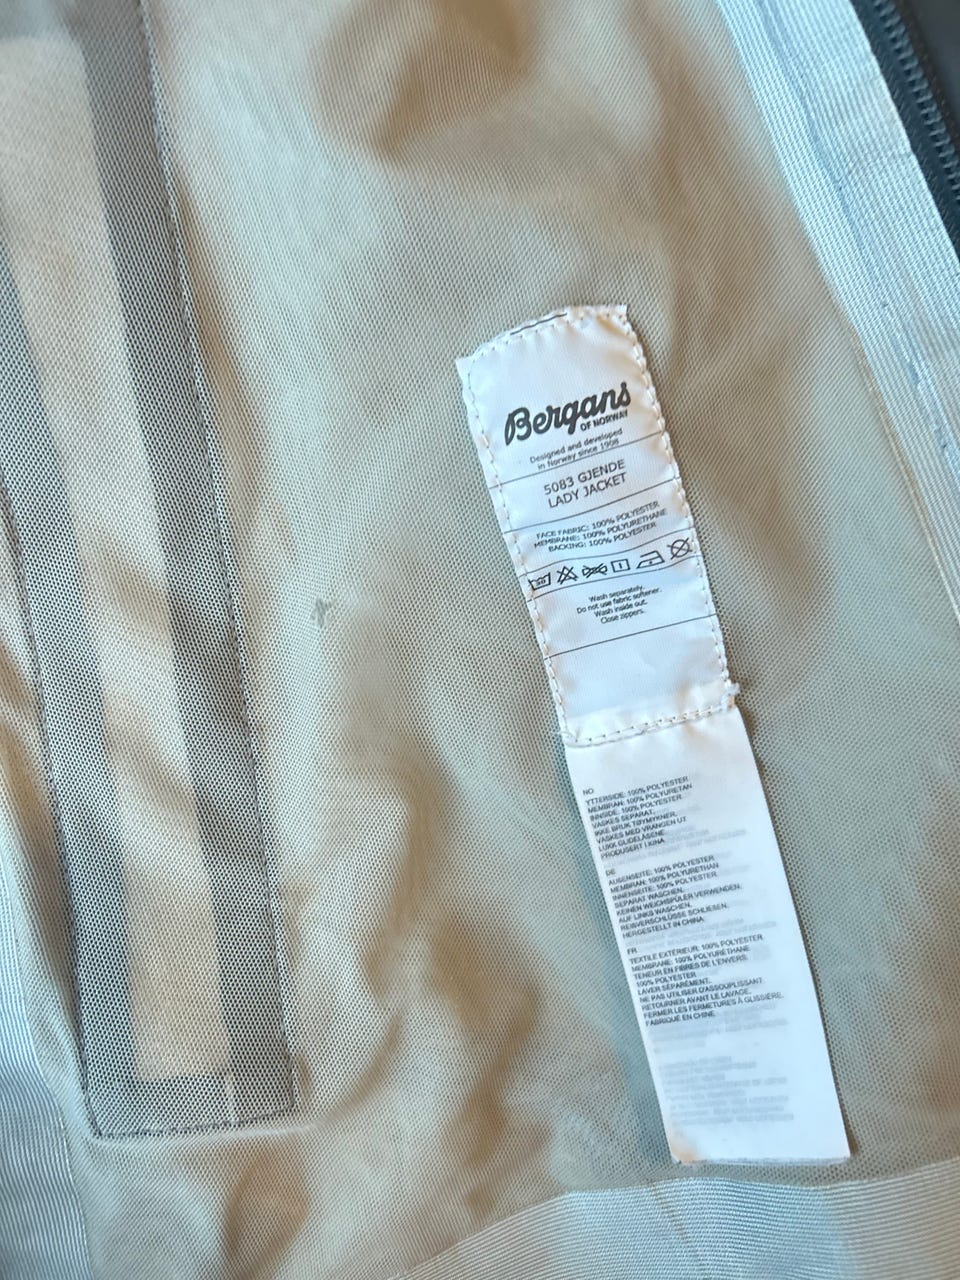 Bergans
OF NORWAY
Designed and developed
in Norway since 1908
5083 GJENDE
LADY JACKET
FACE FABRIC: 100% POLYESTER
MEMBRANE: 100% POLYURETHANE
BACKING: 100% POLYESTER
30
Wash separately.
Do not use fabric softener.
Wash inside out.
Close zippers.
NO
YTTERSIDE: 100% POLYESTER
MEMBRAN: 100% POLYURETAN
INNSIDE: 100% POLYESTER
VASKES SEPARAT.
IKKE BRUK TØYMYKNER.
VASKES MED VRANGEN UT
LUKK GLIDELÅSENE
PRODUSERT I KINA
DE
AUßENSEITE: 100% POLYESTER
MEMBRAN: 100% POLYURETHAN
INNENSEITE: 100% POLYESTER
SEPARAT WASCHEN.
KEINEN WEICHSPÜLER VERWENDEN.
AUF LINKS WASCHEN.
REIßVERSCHLÜSSE SCHLIEßEN.
HERGESTELLT IN CHINA
FR
TEXTILE EXTÉRIEUR: 100% POLYESTER
MEMBRANE: 100% POLYURÉTHANE
TENEUR EN FIBRES DE L'ENVERS:
100% POLYESTER
LAVER SÉPARÉMENT.
NE PAS UTILISER D'ASSOUPLISSANT
RETOURNER AVANT LE LAVAGE.
FERMER LES FERMETURES À GLISSIÈRE.
FABRIQUÉ EN CHINE